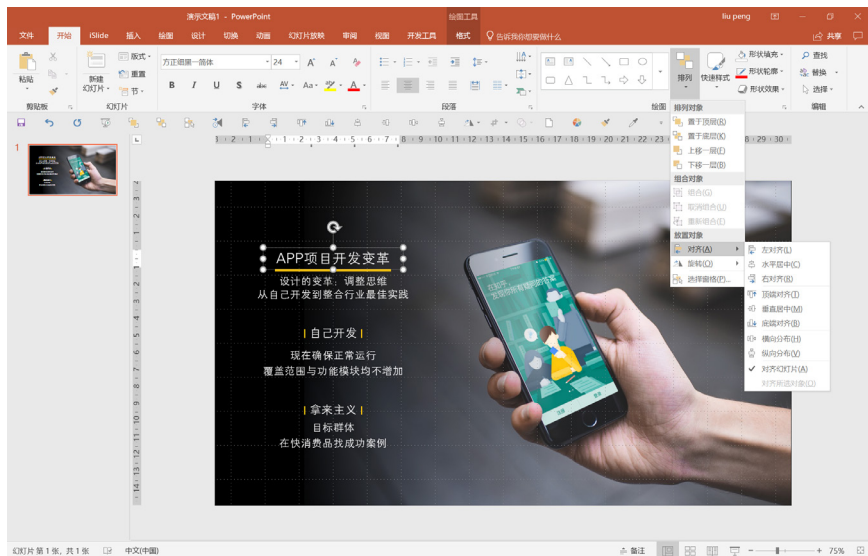 演示文稿1 - PowerPoint
绘图工具
liu peng
文件 开始 iSlide 插入 绘图 设计 切换 动画 幻灯片放映 审阅 视图 开发工具 格式 告诉我你想要做什么 共享
粘贴
新建
幻灯片
版式
重置
节
方正细黑一简体 24
B I U S abc AV Aa A
排列 快速样式
形状填充
形状轮廓
形状效果
查找
替换
选择
剪贴板 幻灯片 字体 段落 绘图 编辑
排列对象
置于顶层(R)
置于底层(K)
上移一层(F)
下移一层(B)
组合对象
组合(G)
取消组合(U)
重新组合(E)
放置对象
对齐(A)
旋转(O)
选择窗格(P)...
左对齐(L)
水平居中(C)
右对齐(R)
顶端对齐(T)
垂直居中(M)
底端对齐(B)
横向分布(H)
纵向分布(V)
对齐幻灯片(A)
对齐所选对象(O)
1
APP项目开发变革
设计的变革：调整思维
从自己开发到整合行业最佳实践
自己开发
现在确保正常运行
覆盖范围与功能模块均不增加
拿来主义
目标群体
在快消费品找成功案例
在知乎
幻灯片 第 1 张，共 1 张 中文(中国) 备注 75%